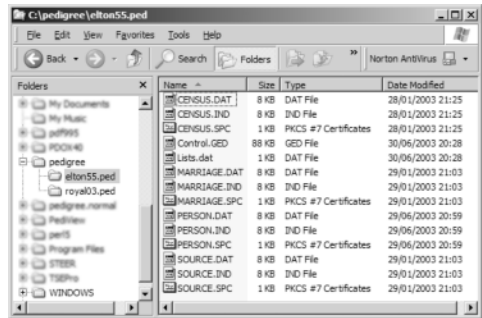 C:\pedigree\elton55.ped
File Edit View Favorites Tools Help
Back Search Folders » Norton AntiVirus
Folders x Name Size Type Date Modified
My Documents
My Music
pdf995
PDOX40
pedigree
elton55.ped
royal03.ped
pedigree.normal
PediView
perl5
Program Files
STEER
TSEPro
WINDOWS
CENSUS.DAT 8 KB DAT File 28/01/2003 21:25
CENSUS.IND 8 KB IND File 28/01/2003 21:25
CENSUS.SPC 1 KB PKCS #7 Certificates 28/01/2003 21:25
Control.GED 88 KB GED File 30/06/2003 20:28
Lists.dat 1 KB DAT File 30/06/2003 20:28
MARRIAGE.DAT 8 KB DAT File 29/01/2003 21:03
MARRIAGE.IND 8 KB IND File 29/01/2003 21:03
MARRIAGE.SPC 1 KB PKCS #7 Certificates 29/01/2003 21:03
PERSON.DAT 8 KB DAT File 29/06/2003 20:59
PERSON.IND 8 KB IND File 29/06/2003 20:59
PERSON.SPC 1 KB PKCS #7 Certificates 29/06/2003 20:59
SOURCE.DAT 8 KB DAT File 29/01/2003 21:03
SOURCE.IND 8 KB IND File 29/01/2003 21:03
SOURCE.SPC 1 KB PKCS #7 Certificates 29/01/2003 21:03